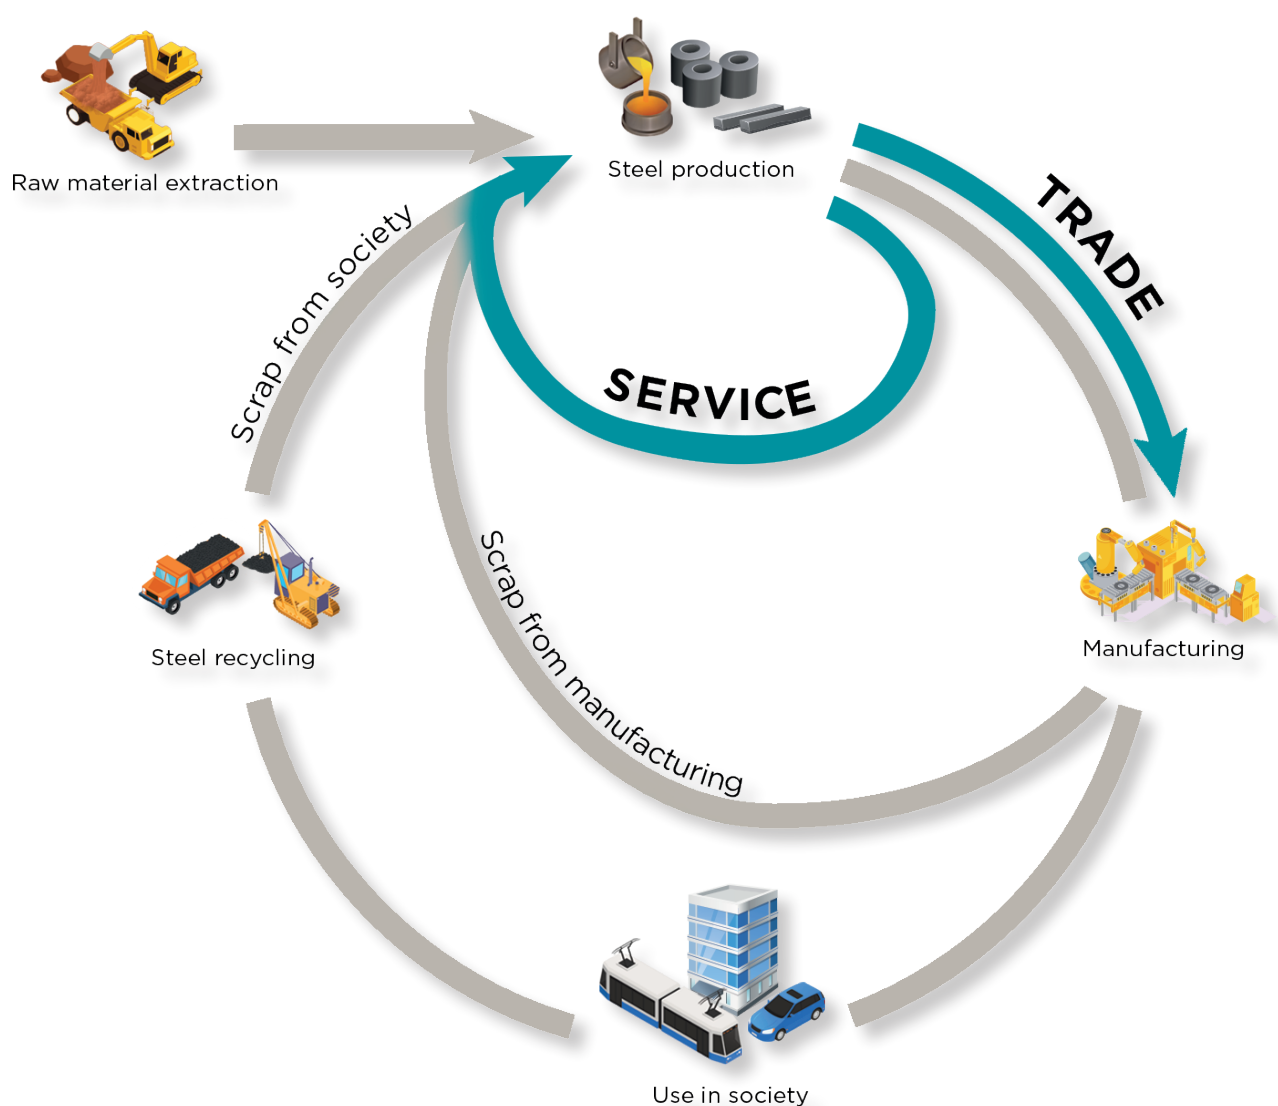 Raw material extraction
Steel production
TRADE
Scrap from society
SERVICE
Scrap from manufacturing
Steel recycling
Manufacturing
Use in society